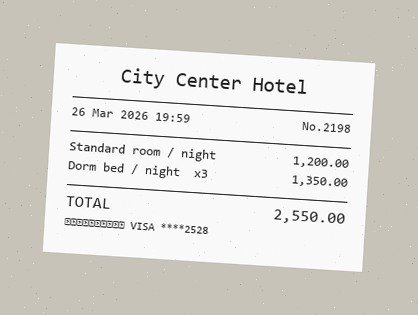 City Center Hotel
26 Mar 2026 19:59 No.2198
Standard room / night 1,200.00
Dorm bed / night x3 1,350.00
TOTAL 2,550.00
VISA ****2528